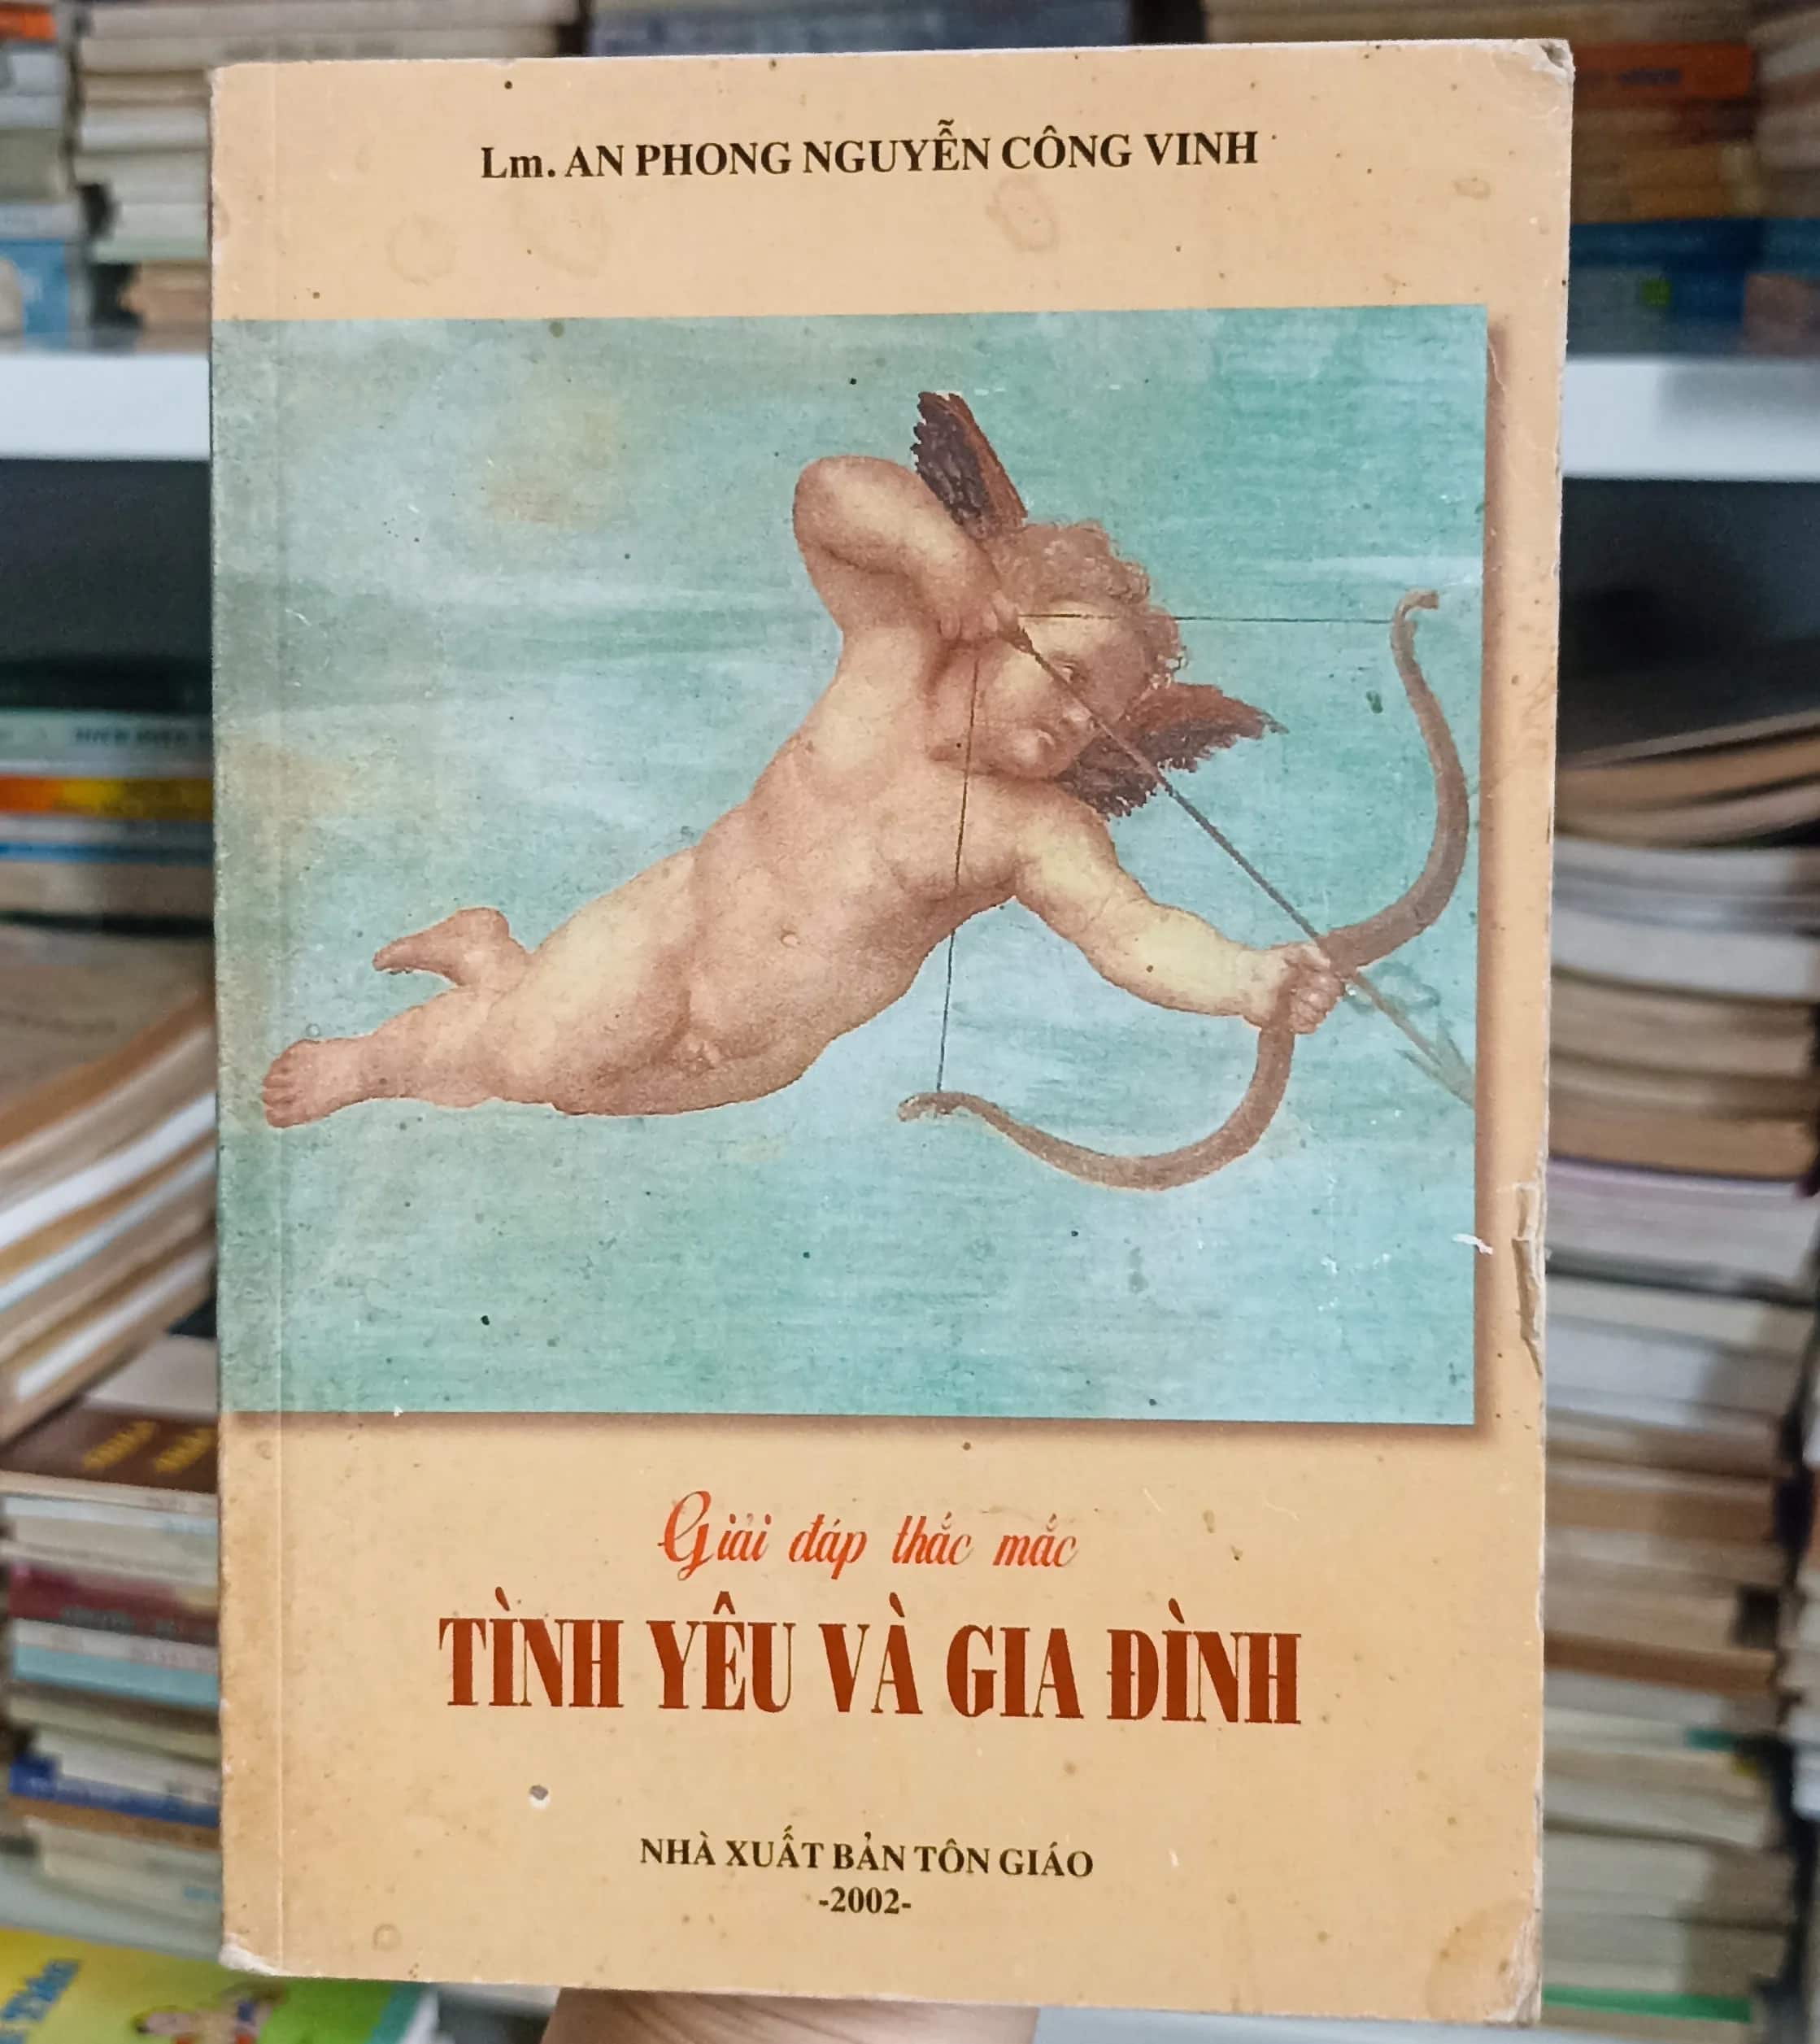 Lm. AN PHONG NGUYỄN CÔNG VINH
Giải đáp thắc mắc
TÌNH YÊU VÀ GIA ĐÌNH
NHÀ XUẤT BẢN TÔN GIÁO
-2002-